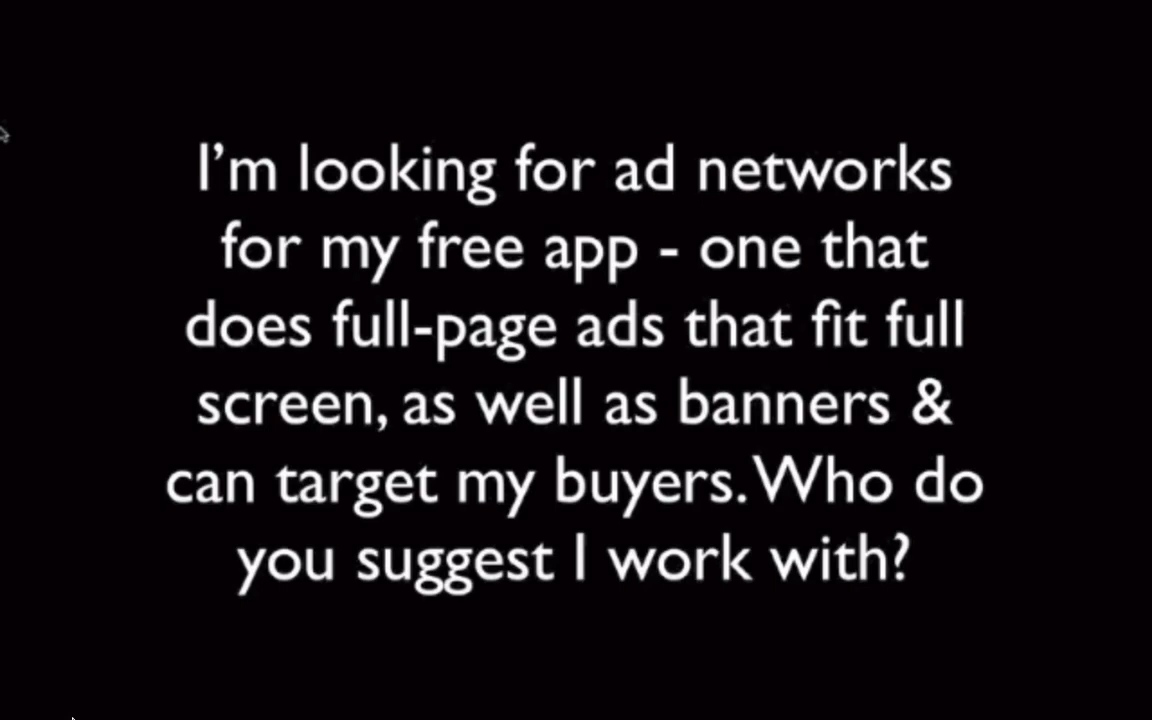 I’m looking for ad networks
for my free app - one that
does full-page ads that fit full
screen, as well as banners &
can target my buyers. Who do
you suggest I work with?